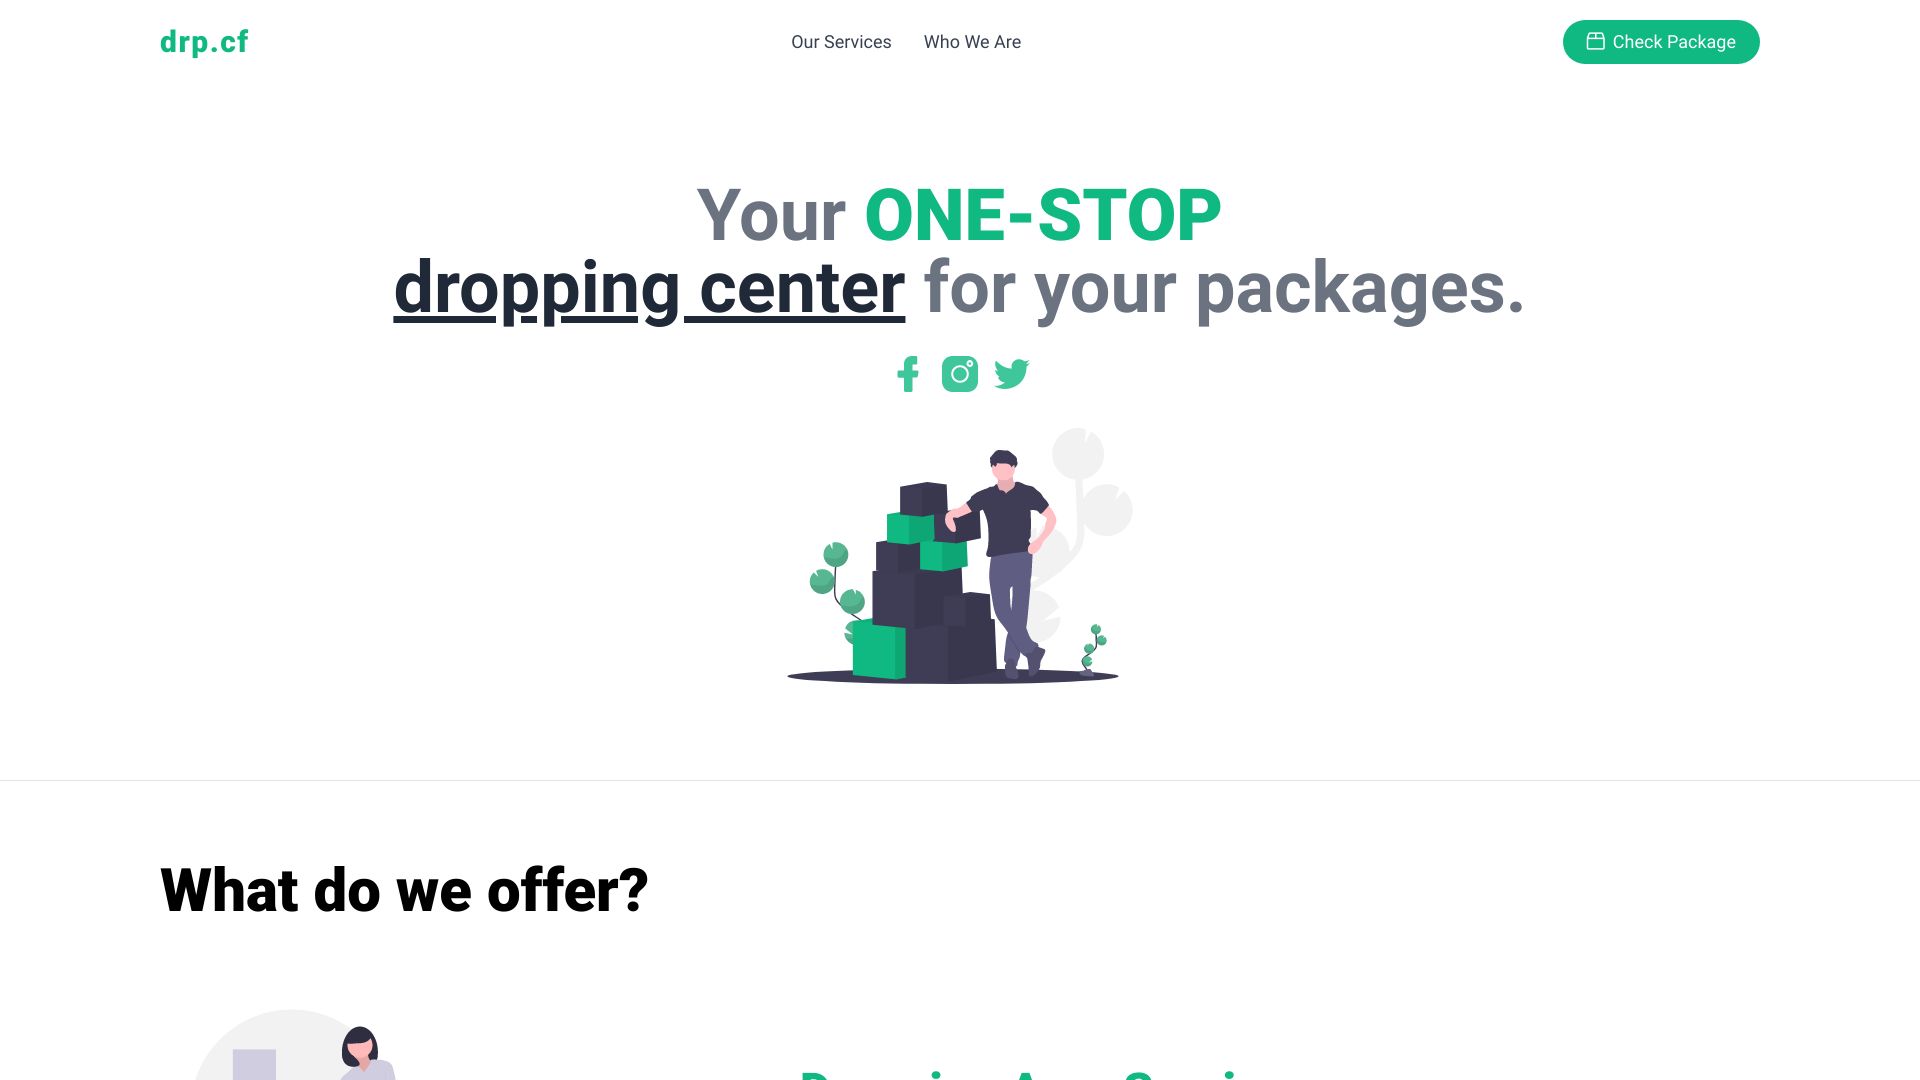 drp.cf
Our Services
Who We Are
Check Package
Your ONE-STOP
dropping center for your packages.
What do we offer?